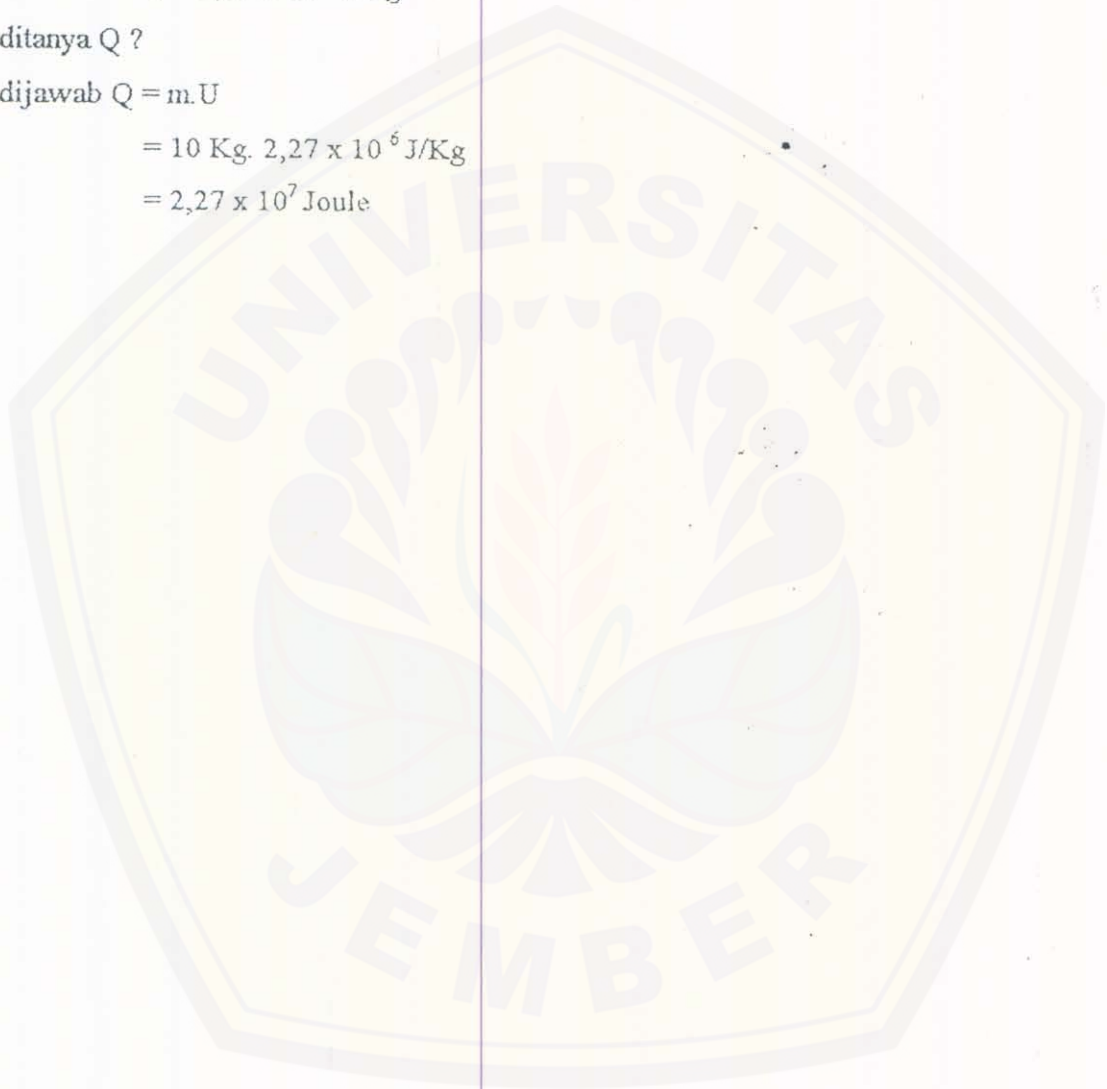 ditanya Q ?
dijawab Q = m.U
= 10 Kg. 2,27 x 10⁶ J/Kg
= 2,27 x 10⁷ Joule
UNIVERSITAS
JEMBER